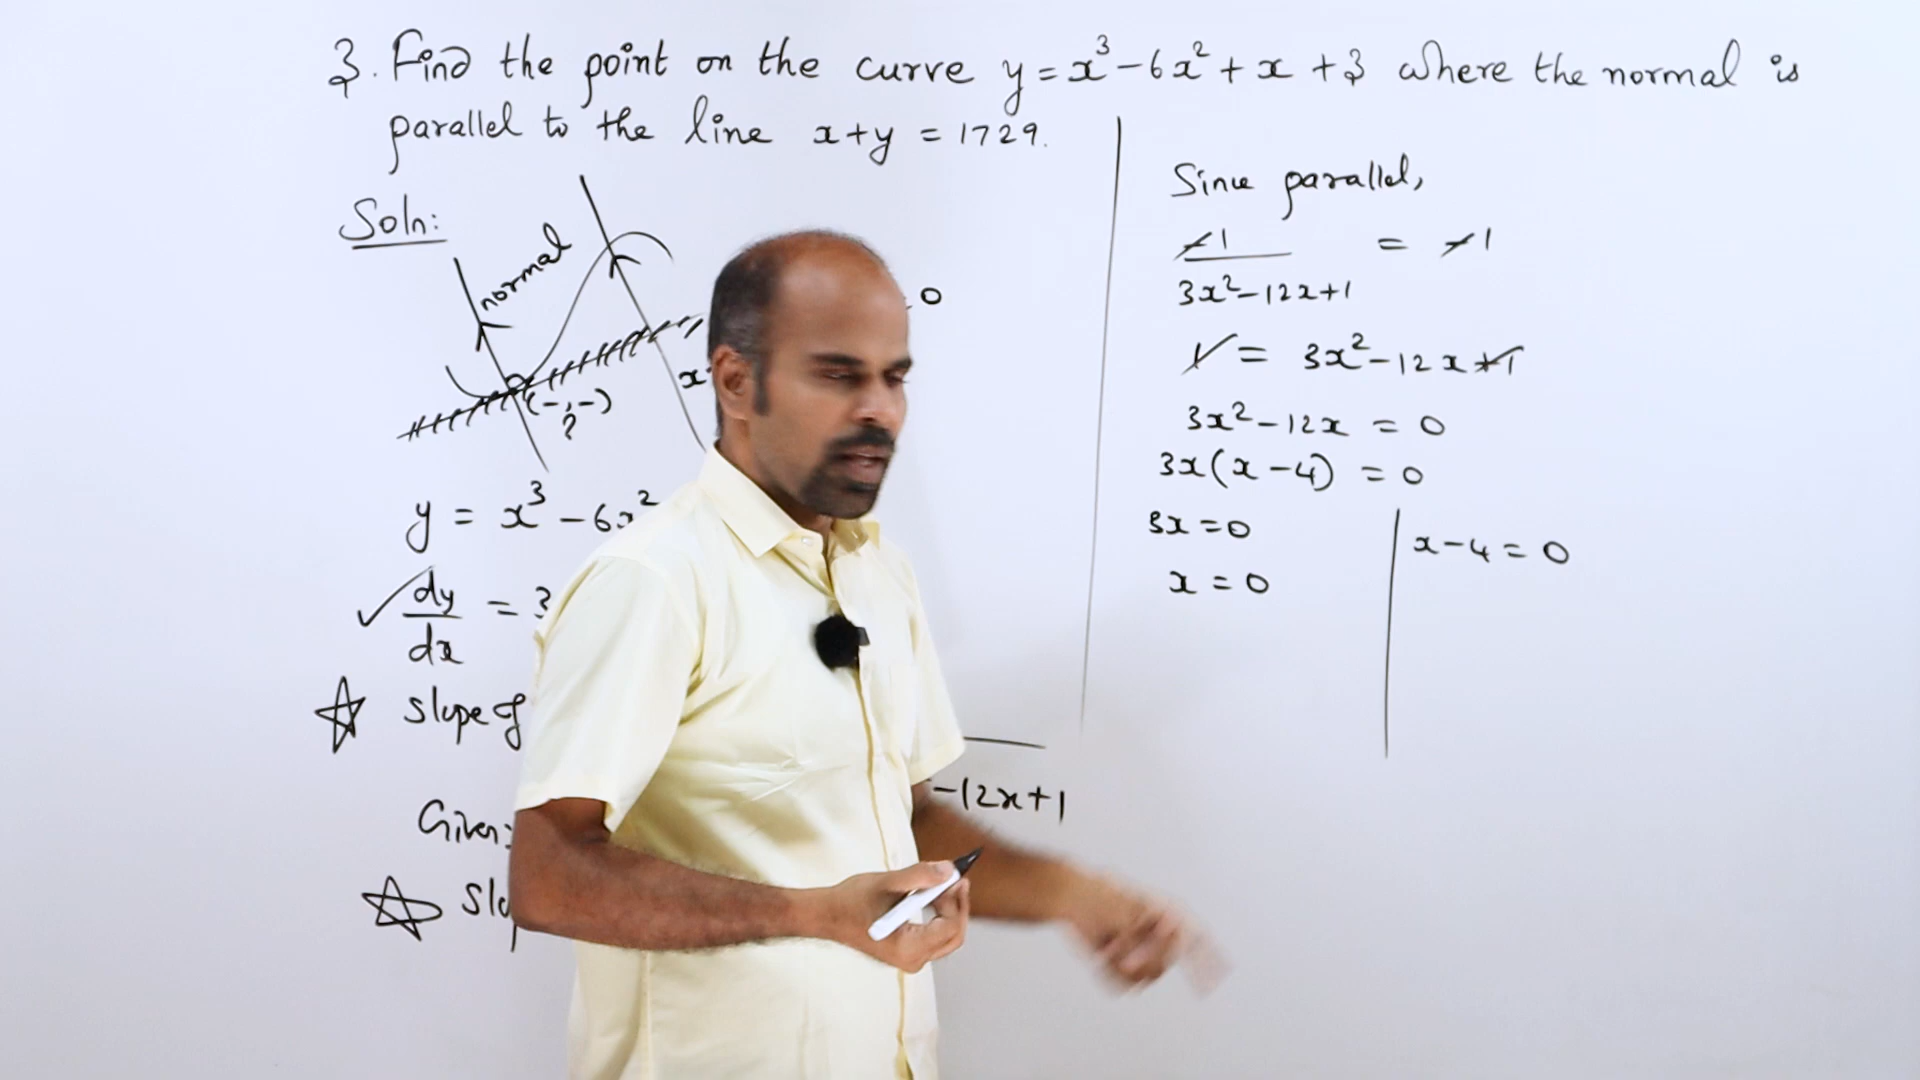 3. Find the point on the curve y = x³ - 6x² + x + 3 where the normal is
parallel to the line x + y = 1729.
Soln:
normal
0
x
(-,-)
?
y = x³ - 6x²
dy/dx = 3
slope of
-12x+1
Given:
Since parallel,
-1/3x²-12x+1 = -1
1 = 3x²-12x+1
3x²-12x = 0
3x(x-4) = 0
3x = 0
x = 0
x-4 = 0